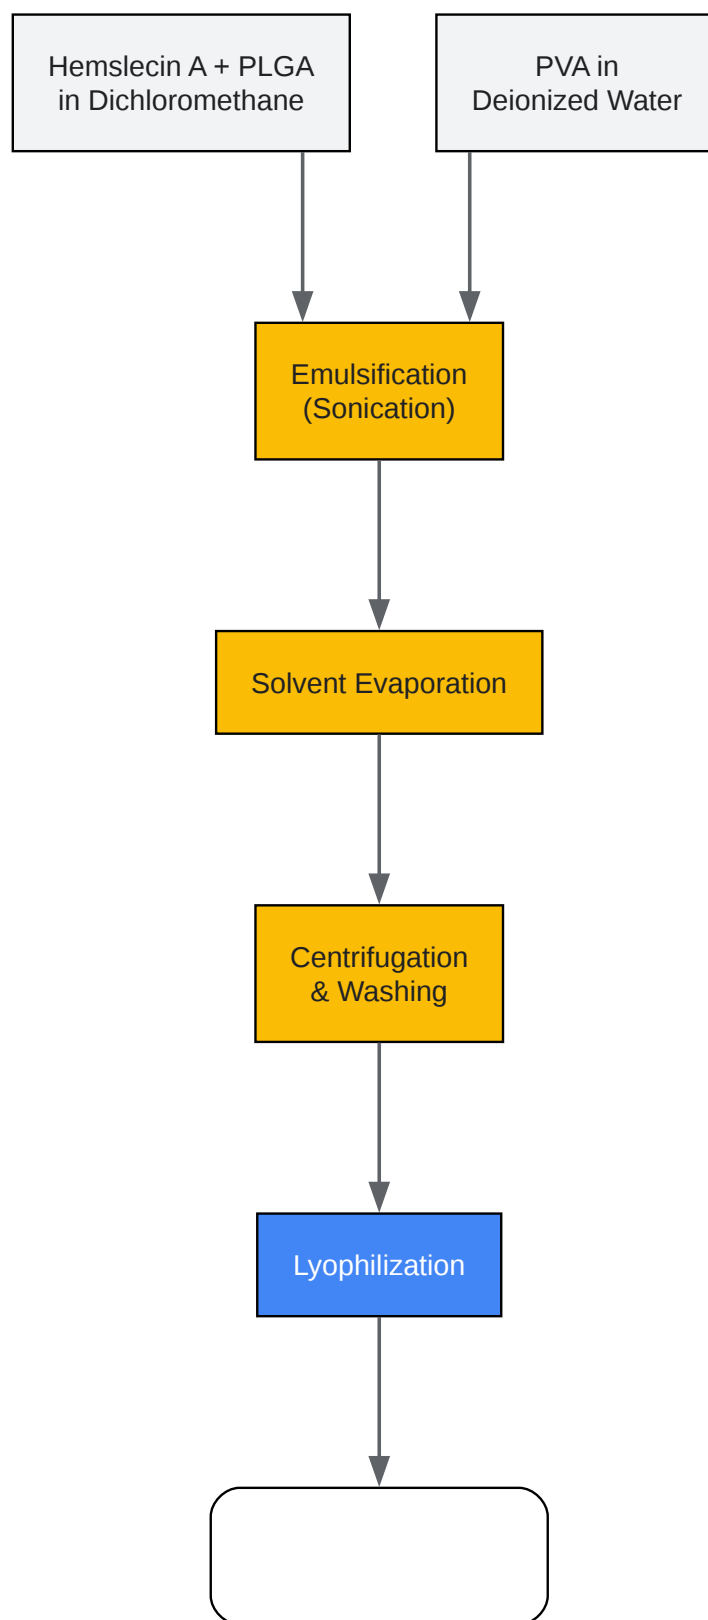 Hemslecin A + PLGA
in Dichloromethane
PVA in
Deionized Water
Emulsification
(Sonication)
Solvent Evaporation
Centrifugation
& Washing
Lyophilization